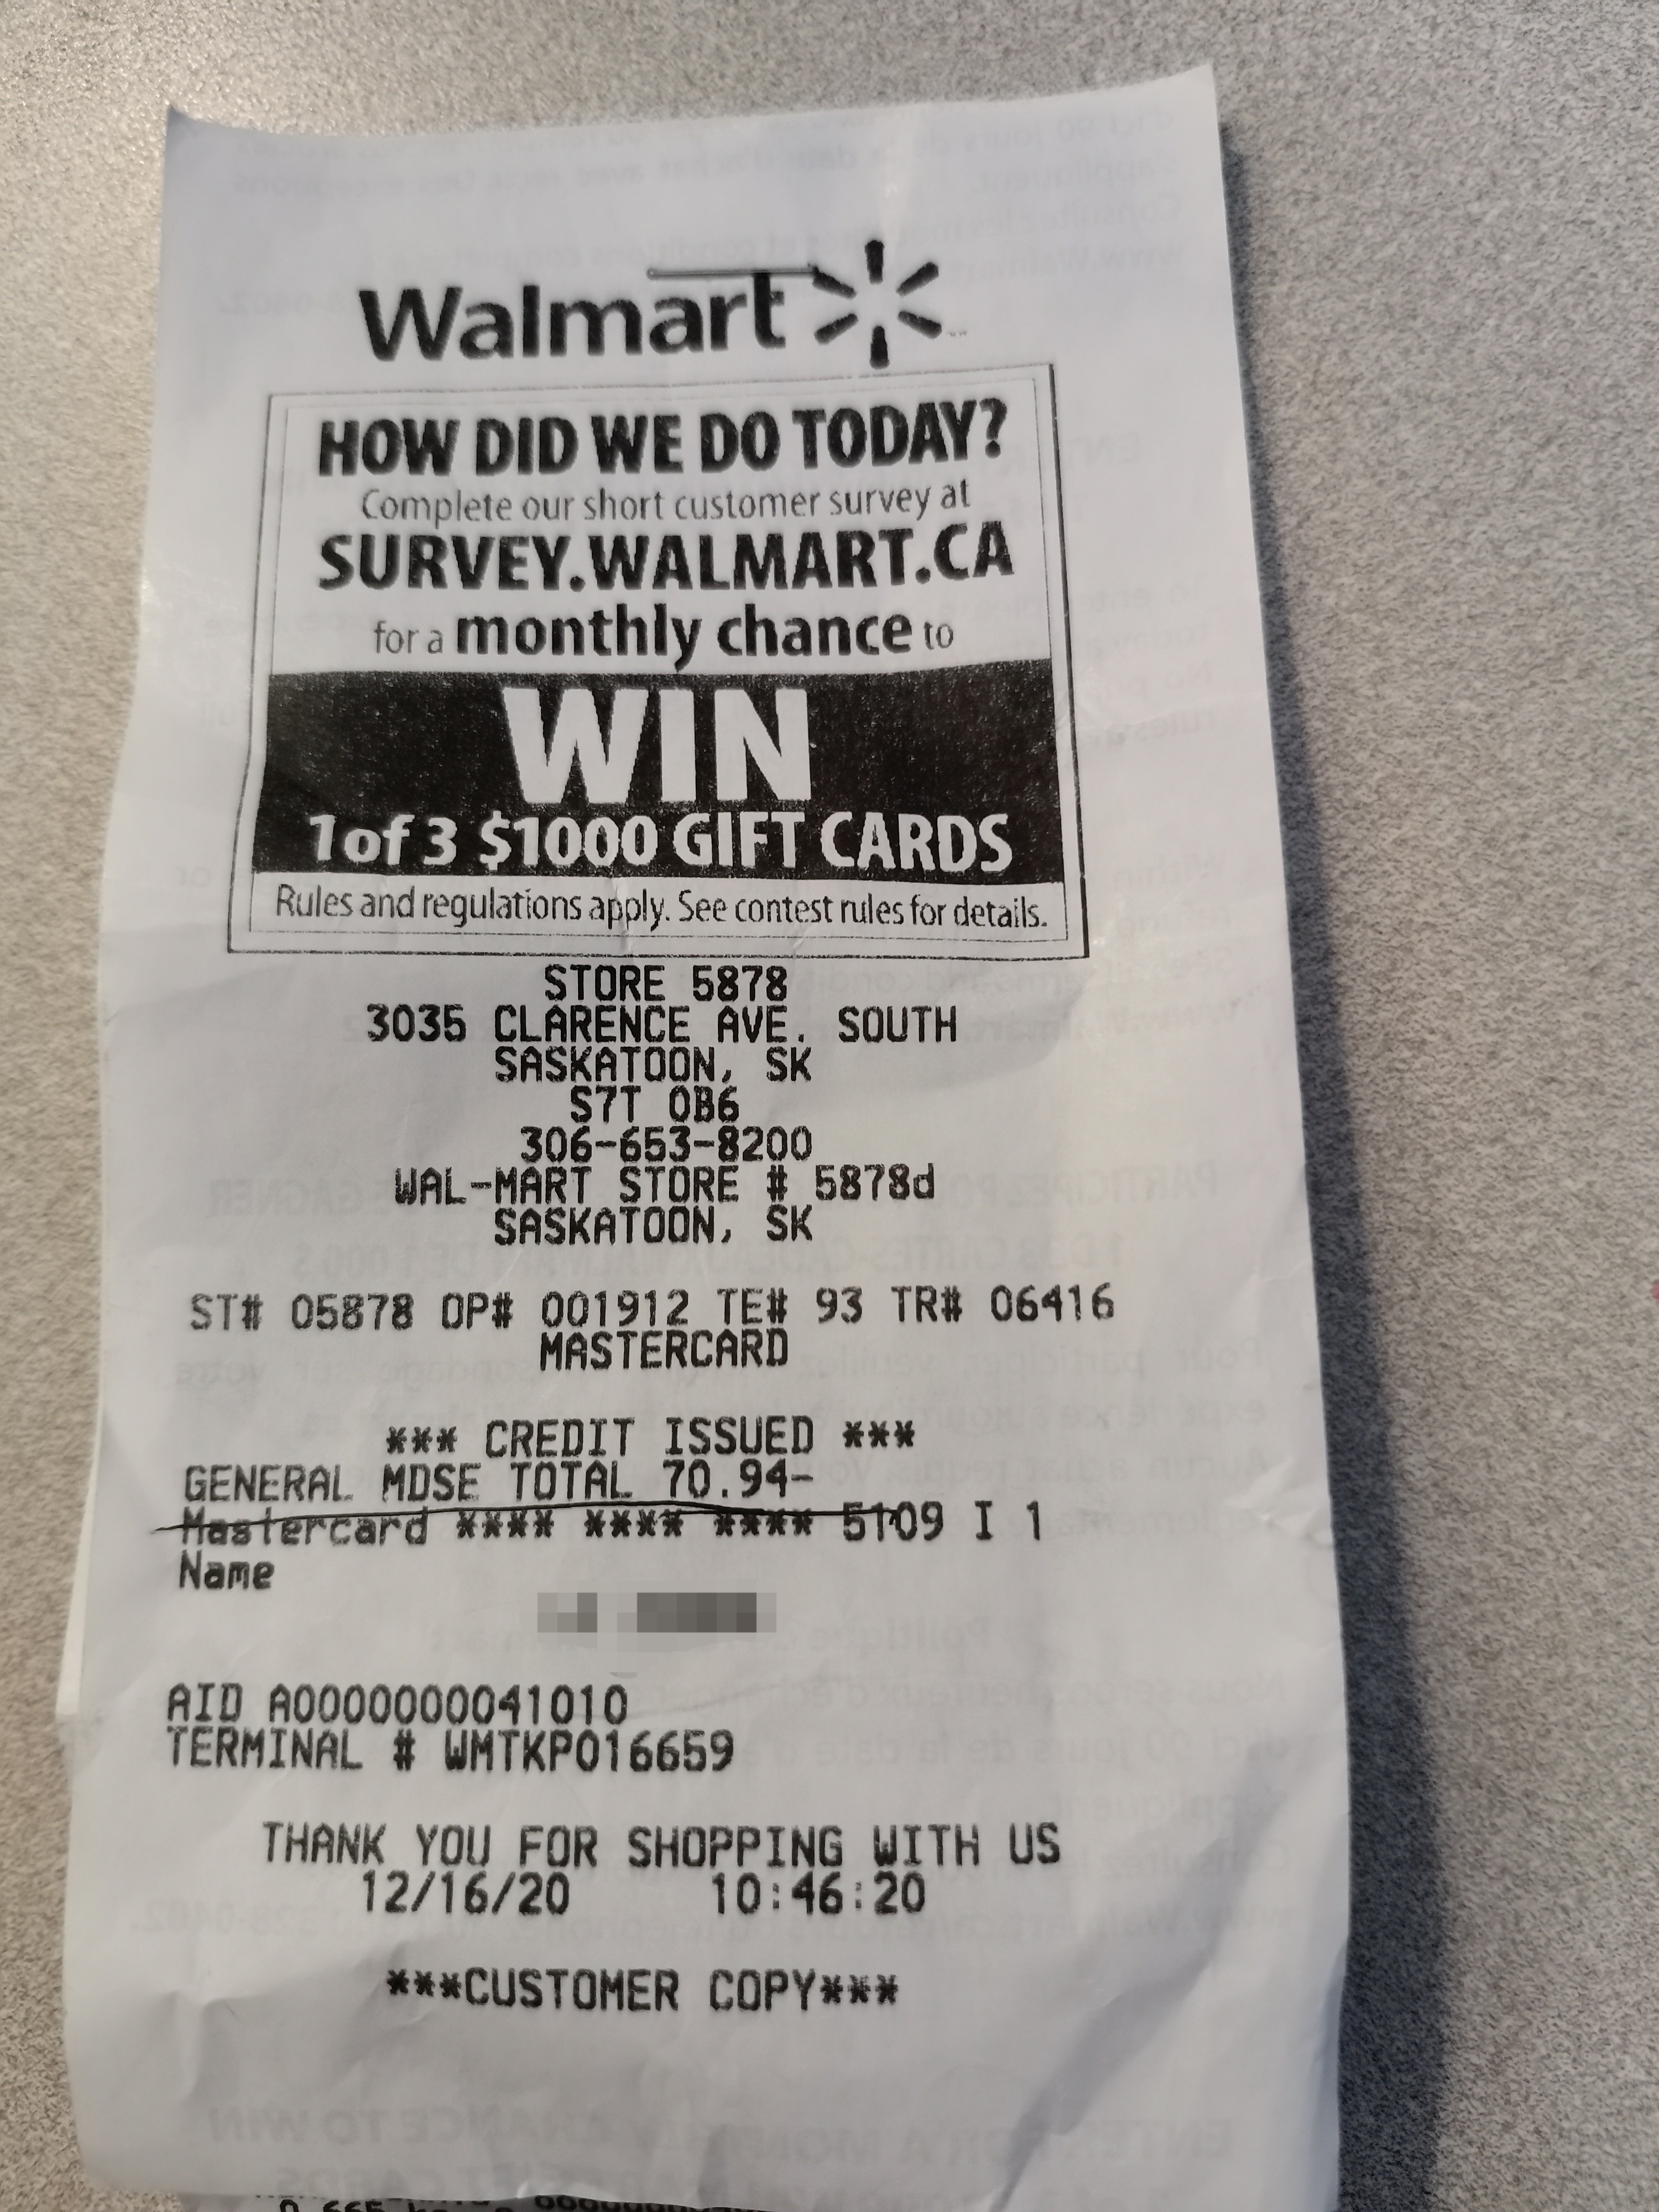 Walmart
HOW DID WE DO TODAY?
Complete our short customer survey at
SURVEY.WALMART.CA
for a monthly chance to
WIN
1 of 3 $1000 GIFT CARDS
Rules and regulations apply. See contest rules for details.
STORE 5878
3035 CLARENCE AVE. SOUTH
SASKATOON, SK
S7T 0B6
306-653-8200
WAL-MART STORE # 5878d
SASKATOON, SK
ST# 05878 OP# 001912 TE# 93 TR# 06416
MASTERCARD
*** CREDIT ISSUED ***
GENERAL MDSE TOTAL 70.94-
Mastercard **** **** **** 5109 I 1
Name
AID A0000000041010
TERMINAL # WMTKP016659
THANK YOU FOR SHOPPING WITH US
12/16/20 10:46:20
***CUSTOMER COPY***